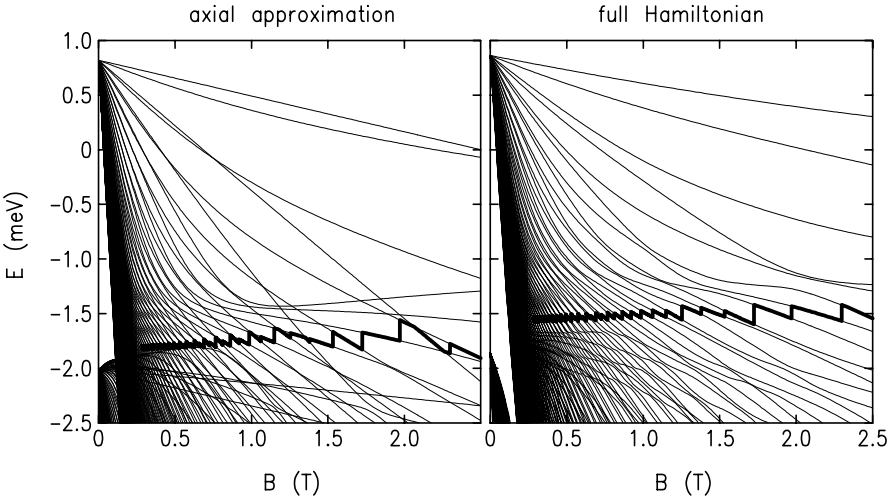 axial approximation
full Hamiltonian
E (meV)
1.0
0.5
0
−0.5
−1.0
−1.5
−2.0
−2.5
0 0.5 1.0 1.5 2.0
0 0.5 1.0 1.5 2.0 2.5
B (T)
B (T)